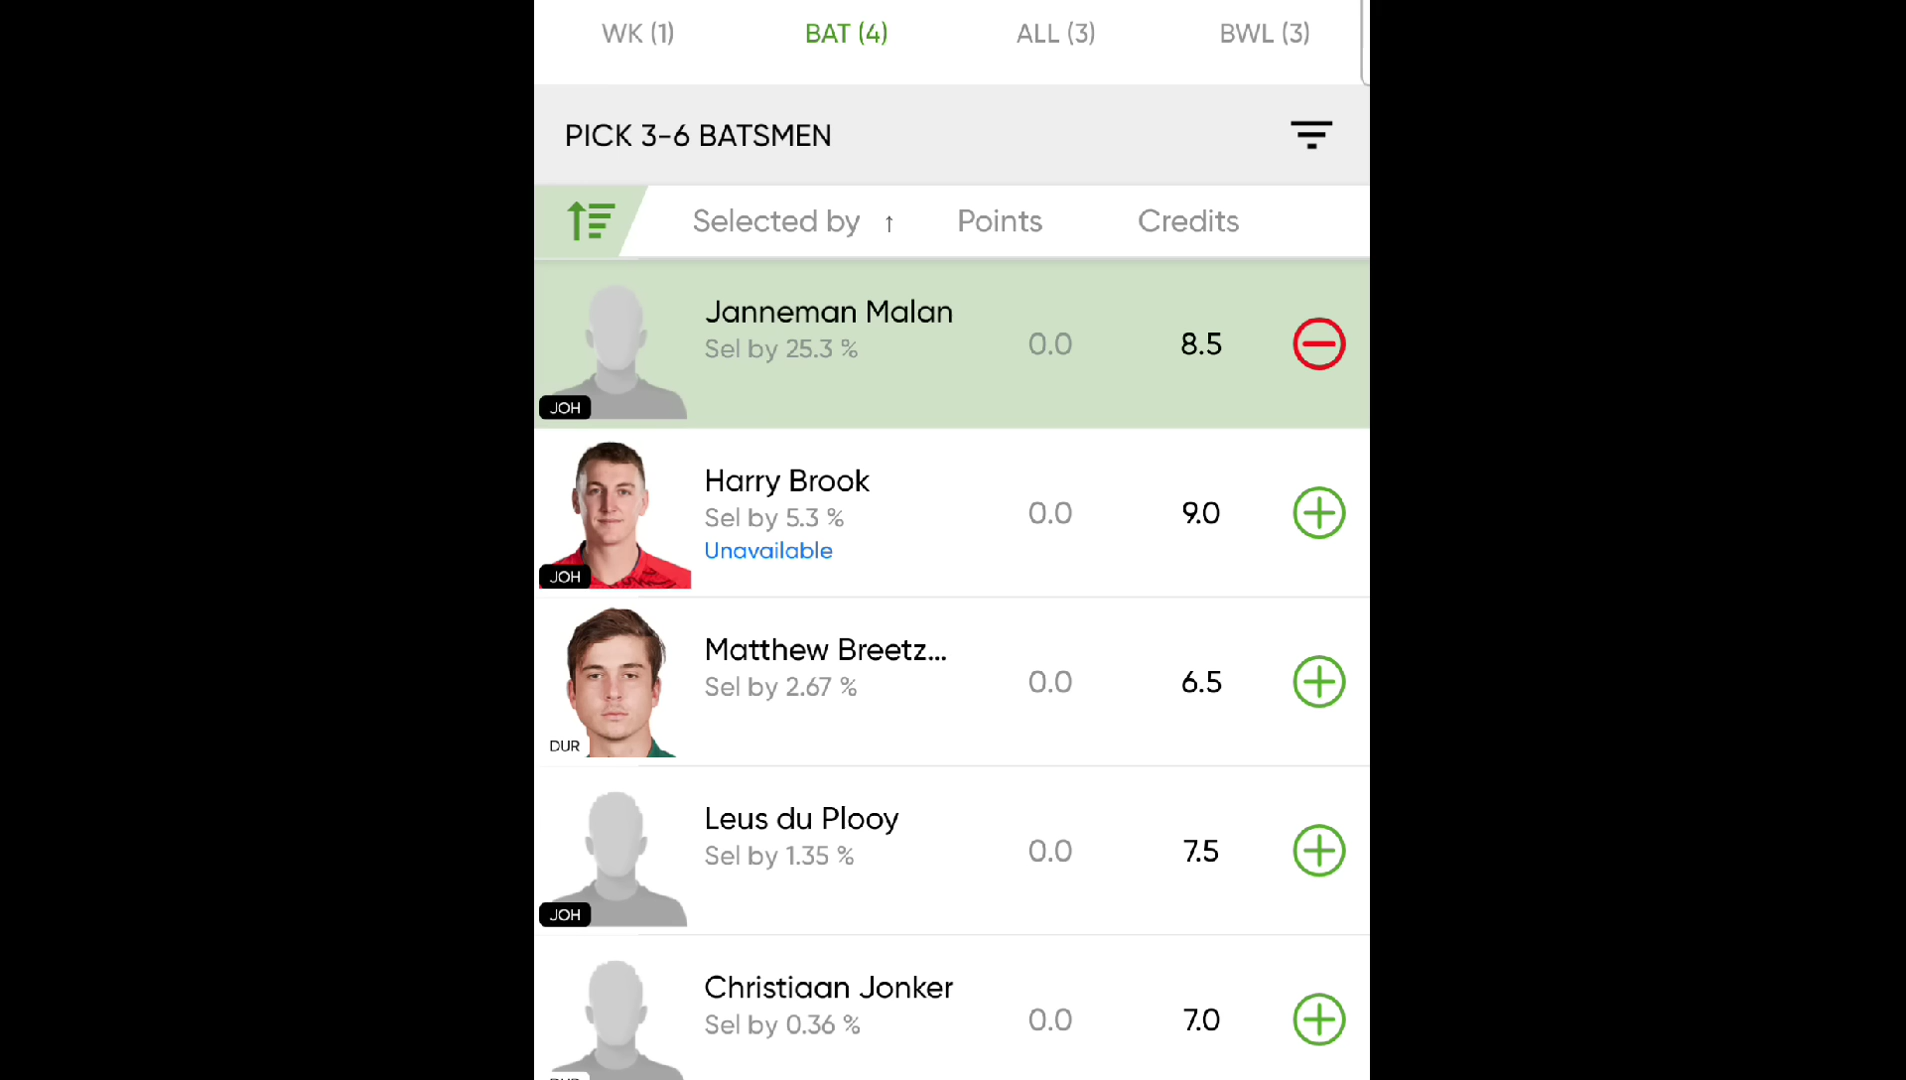 WK (1) BAT (4) ALL (3) BWL (3)
PICK 3-6 BATSMEN
Selected by ↑ Points Credits
Janneman Malan
Sel by 25.3 % 0.0 8.5
JOH
Harry Brook
Sel by 5.3 % 0.0 9.0
Unavailable
JOH
Matthew Breetz...
Sel by 2.67 % 0.0 6.5
DUR
Leus du Plooy
Sel by 1.35 % 0.0 7.5
JOH
Christiaan Jonker
Sel by 0.36 % 0.0 7.0